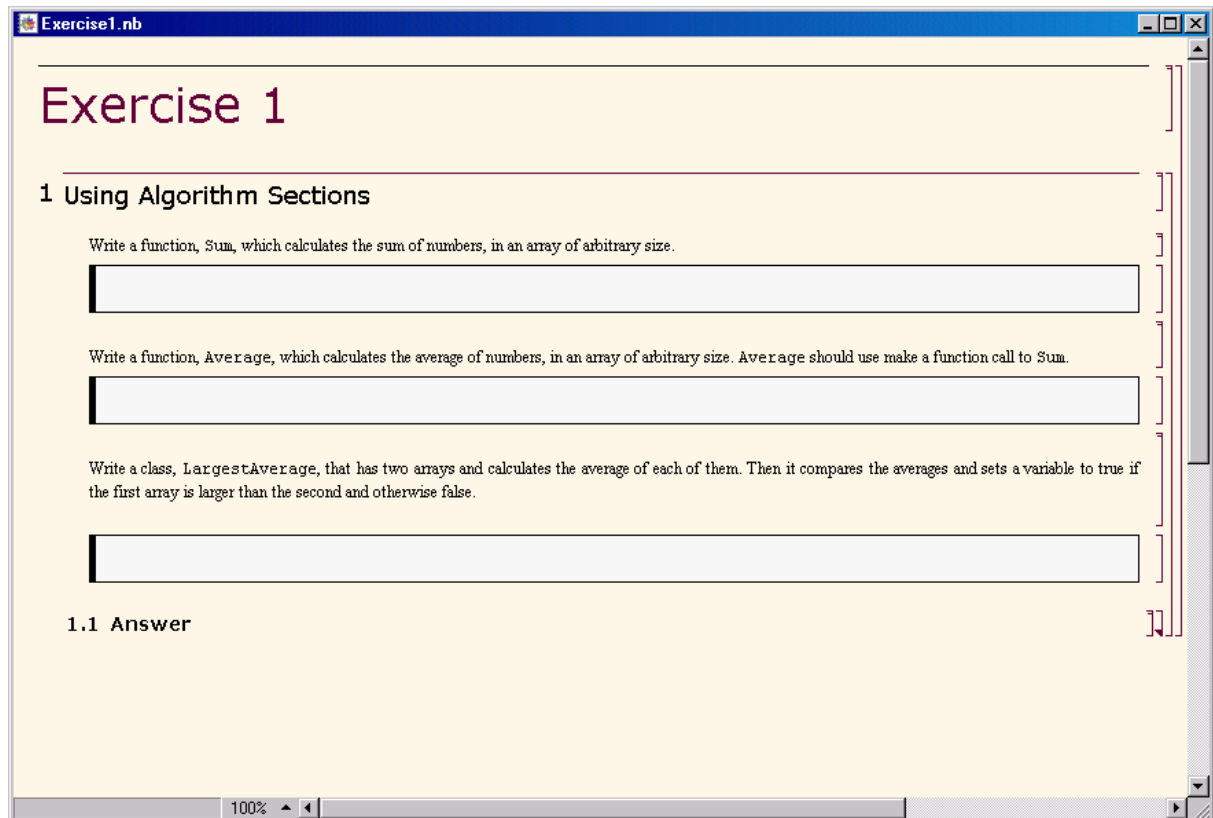 Exercise1.nb
Exercise 1
1 Using Algorithm Sections
Write a function, Sum, which calculates the sum of numbers, in an array of arbitrary size.
Write a function, Average, which calculates the average of numbers, in an array of arbitrary size. Average should use make a function call to Sum.
Write a class, LargestAverage, that has two arrays and calculates the average of each of them. Then it compares the averages and sets a variable to true if
the first array is larger than the second and otherwise false.
1.1 Answer
100%